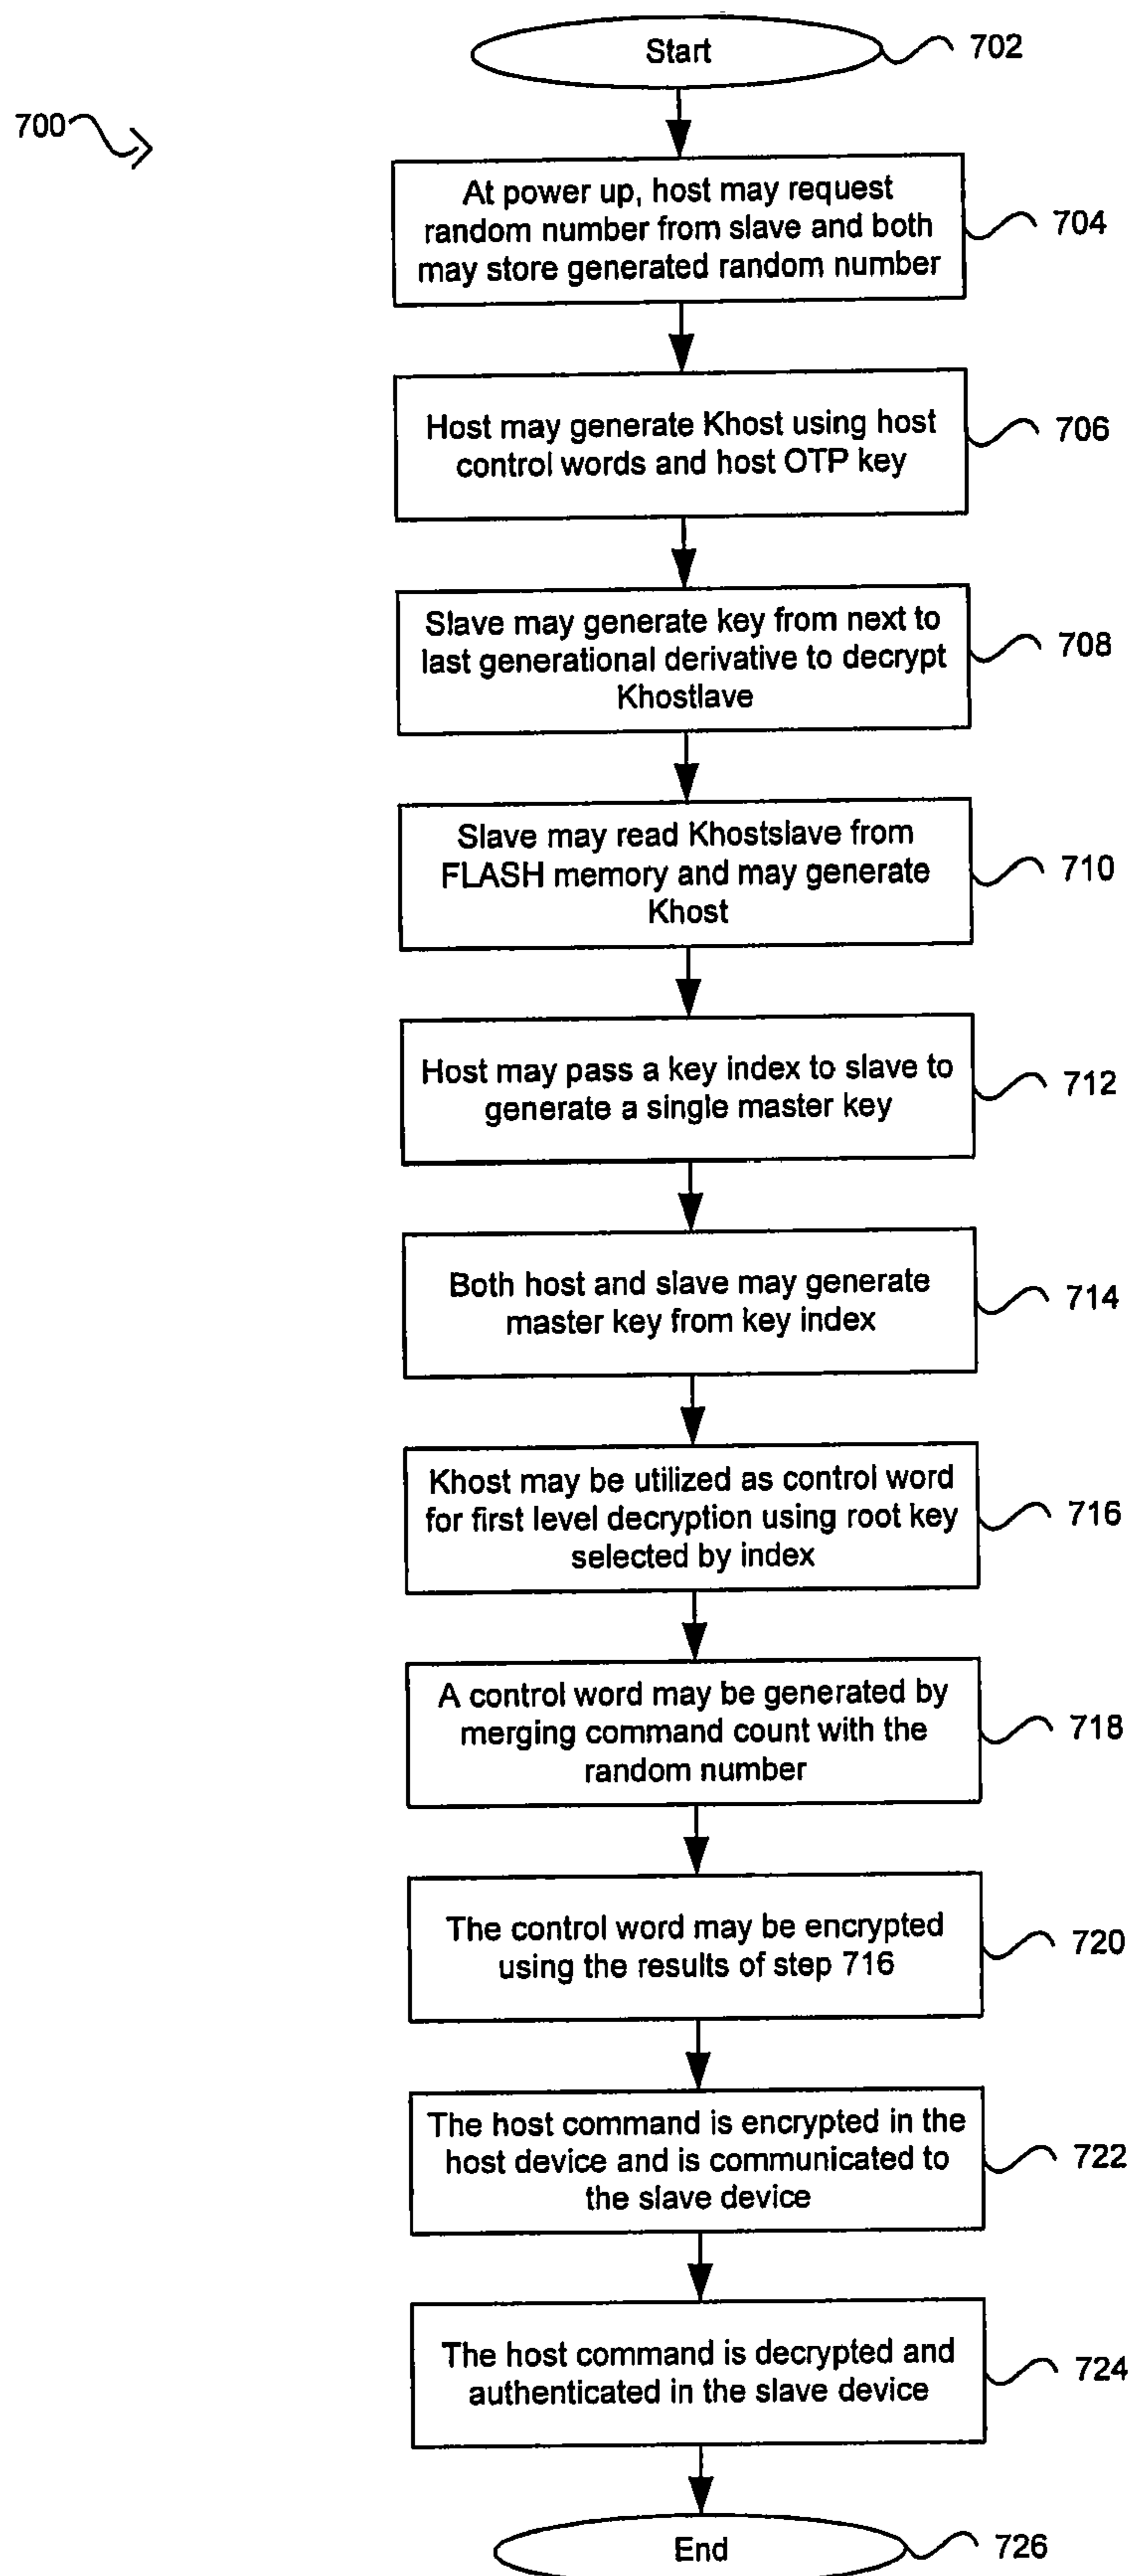 Start
702
700
At power up, host may request
random number from slave and both
may store generated random number
704
Host may generate Khost using host
control words and host OTP key
706
Slave may generate key from next to
last generational derivative to decrypt
Khostlave
708
Slave may read Khostslave from
FLASH memory and may generate
Khost
710
Host may pass a key index to slave to
generate a single master key
712
Both host and slave may generate
master key from key index
714
Khost may be utilized as control word
for first level decryption using root key
selected by index
716
A control word may be generated by
merging command count with the
random number
718
The control word may be encrypted
using the results of step 716
720
The host command is encrypted in the
host device and is communicated to
the slave device
722
The host command is decrypted and
authenticated in the slave device
724
End
726